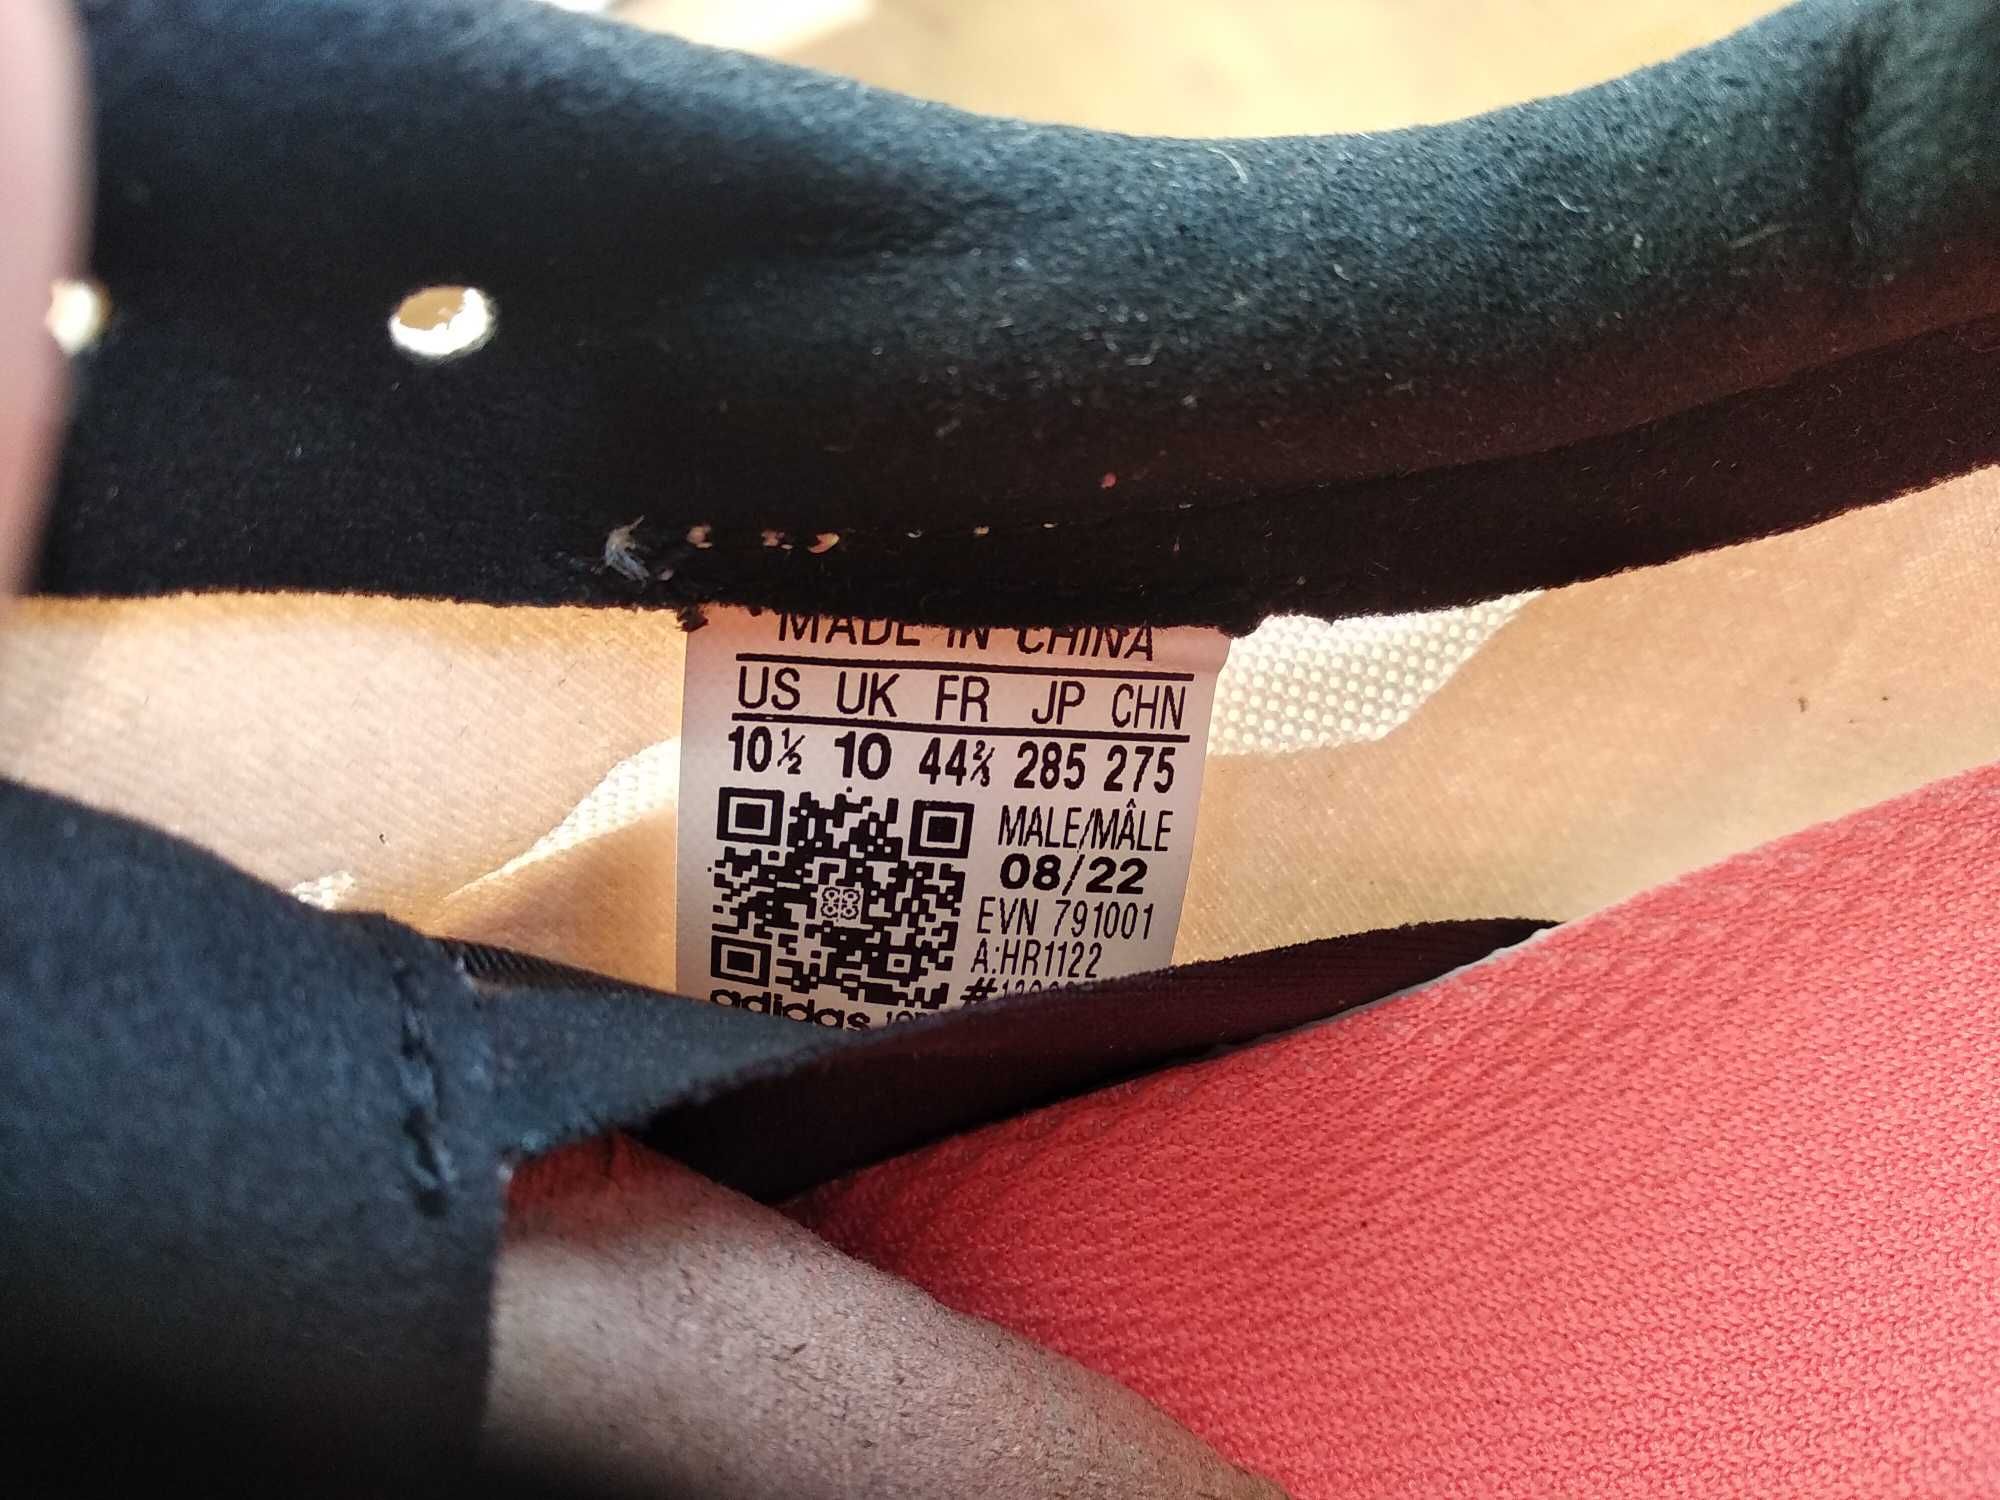 MADE IN CHINA
US UK FR JP CHN
10½ 10 44⅔ 285 275
MALE/MÂLE
08/22
EVN 791001
A:HR1122
adidas